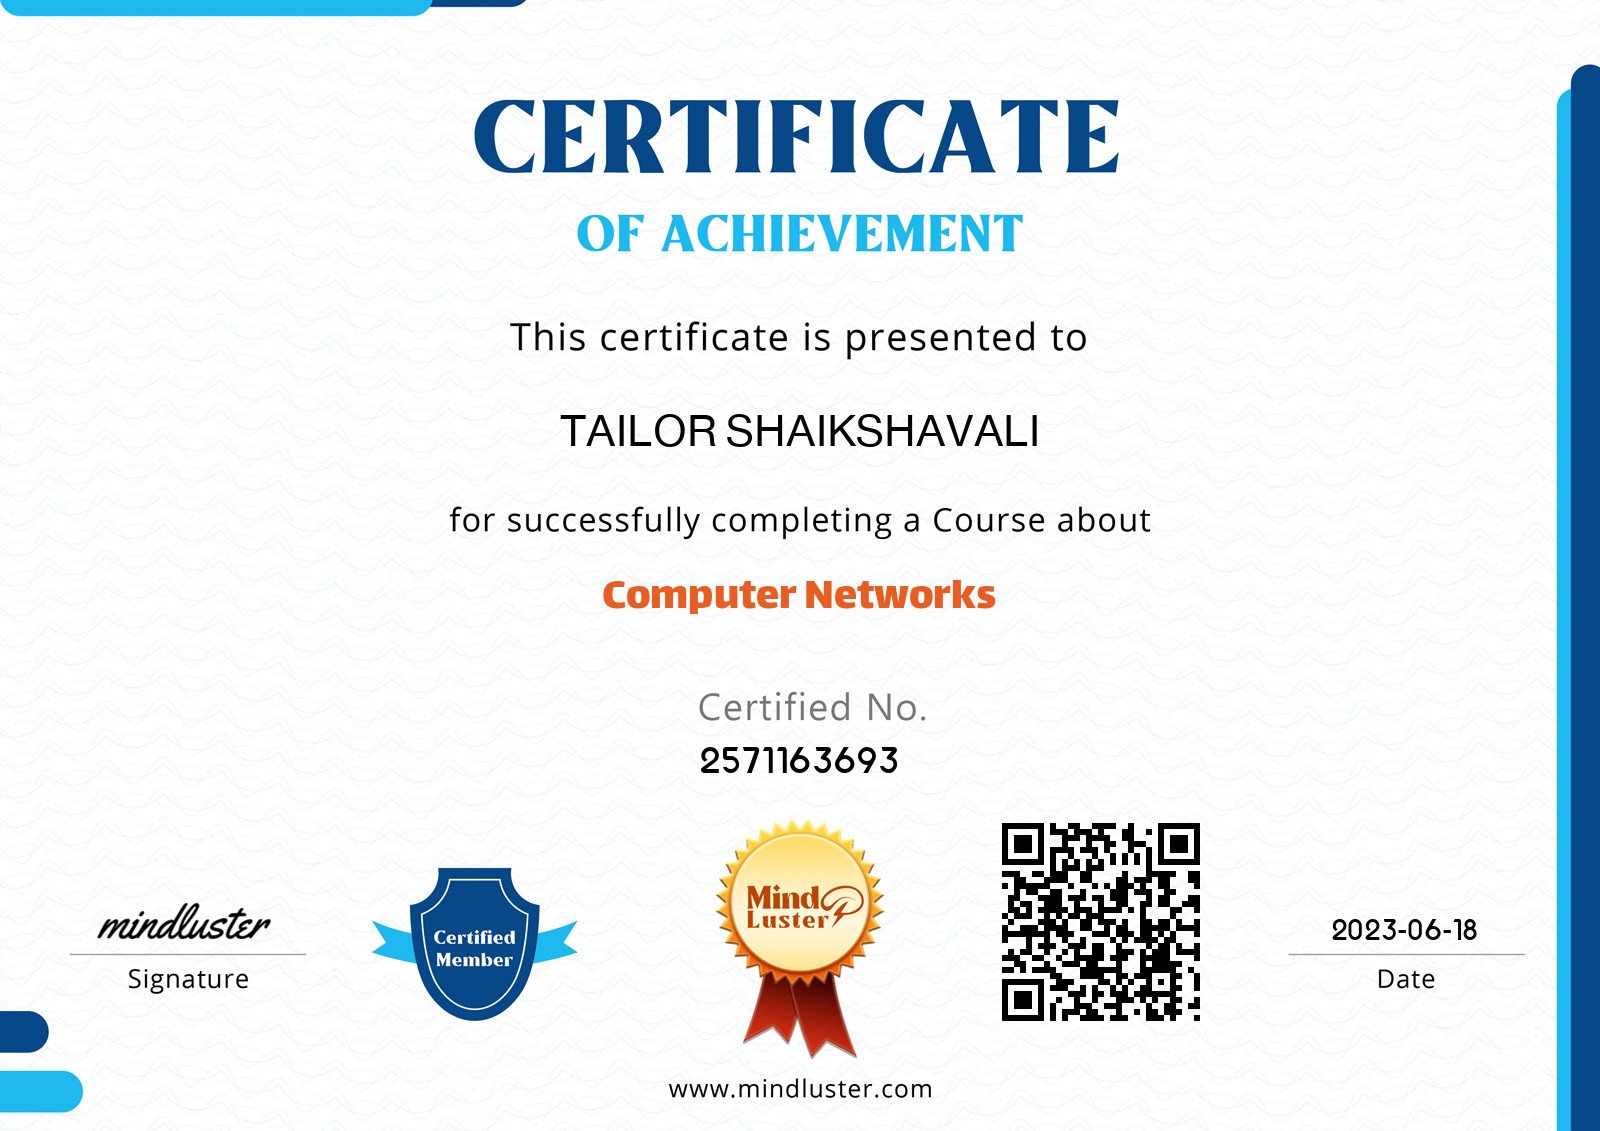 CERTIFICATE
OF ACHIEVEMENT
This certificate is presented to
TAILOR SHAIKSHAVALI
for successfully completing a Course about
Computer Networks
Certified No.
2571163693
mindluster
Signature
Certified
Member
Mind
Luster
2023-06-18
Date
www.mindluster.com